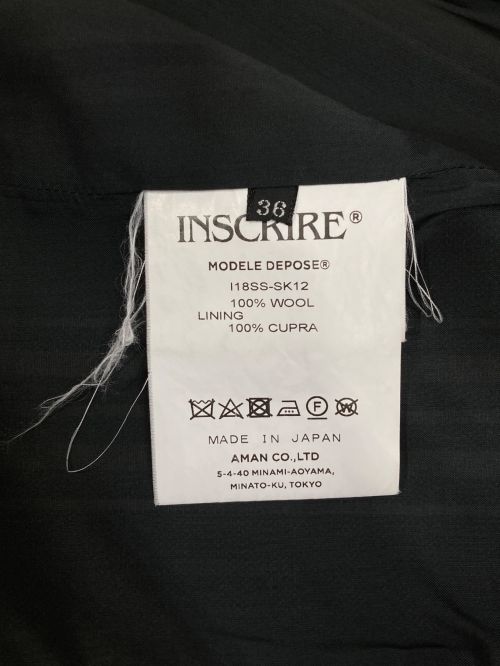 36
INSCRIRE®
MODELE DEPOSE®
I18SS-SK12
100% WOOL
LINING
100% CUPRA
F
W
MADE IN JAPAN
AMAN CO.,LTD
5-4-40 MINAMI-AOYAMA,
MINATO-KU, TOKYO